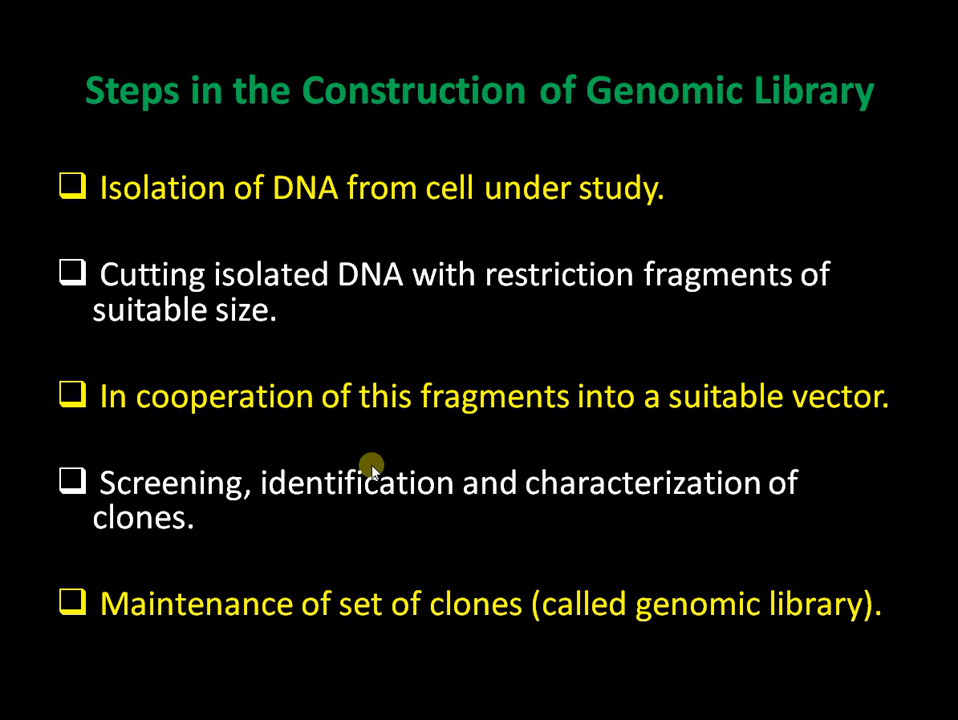 Steps in the Construction of Genomic Library
Isolation of DNA from cell under study.
Cutting isolated DNA with restriction fragments of
suitable size.
In cooperation of this fragments into a suitable vector.
Screening, identification and characterization of
clones.
Maintenance of set of clones (called genomic library).